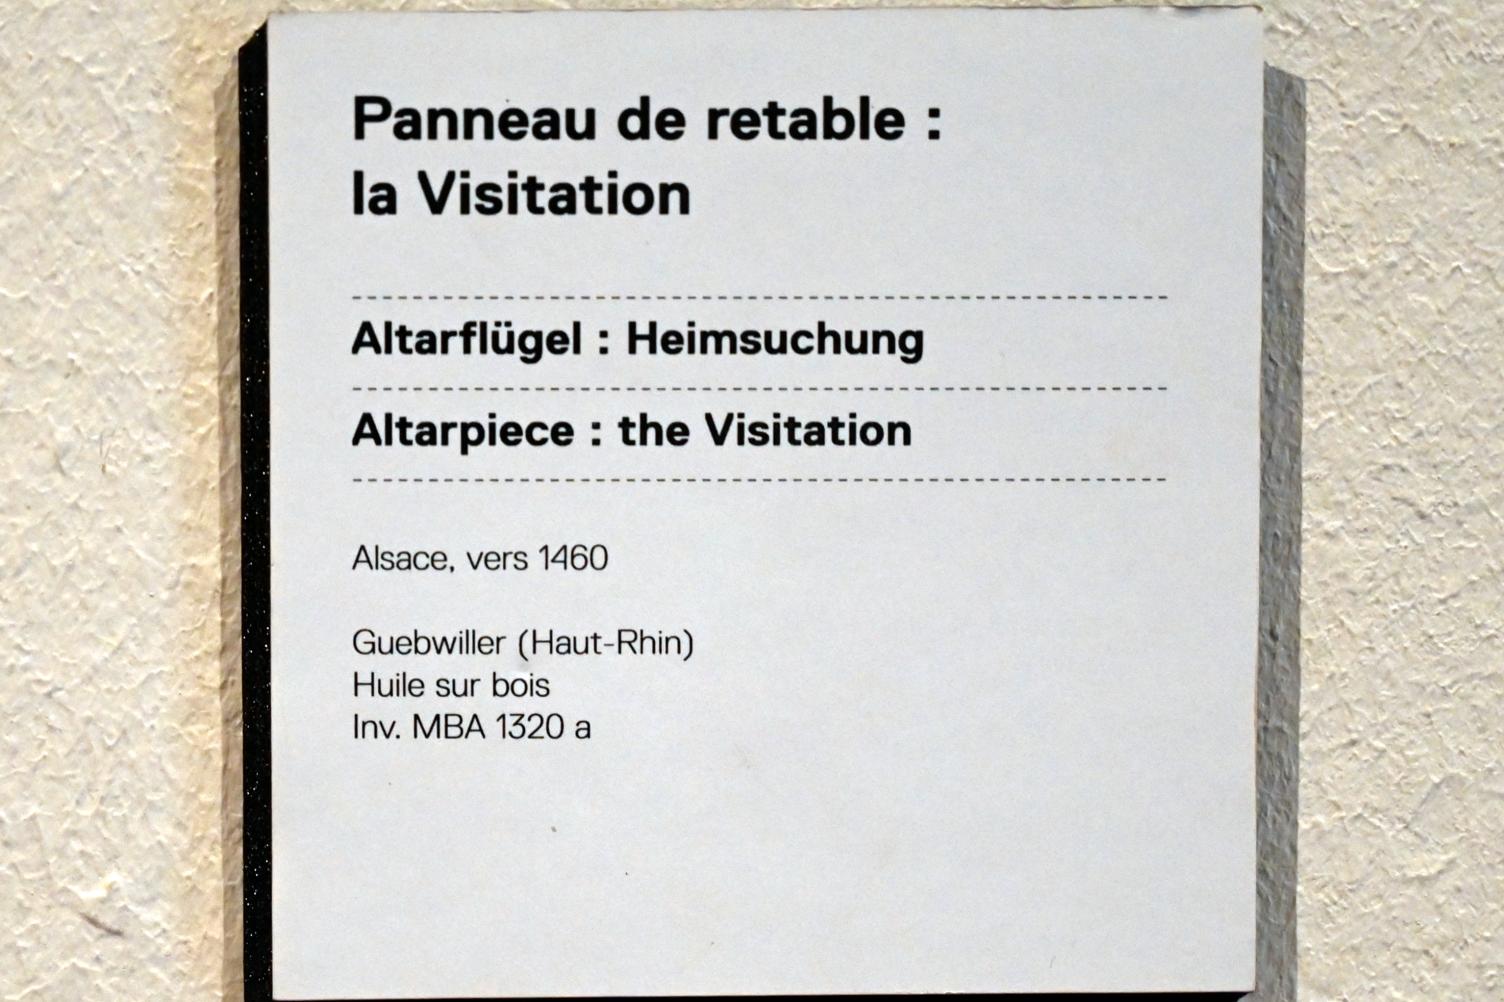 Panneau de retable :
la Visitation
Altarflügel : Heimsuchung
Altarpiece : the Visitation
Alsace, vers 1460
Guebwiller (Haut-Rhin)
Huile sur bois
Inv. MBA 1320 a